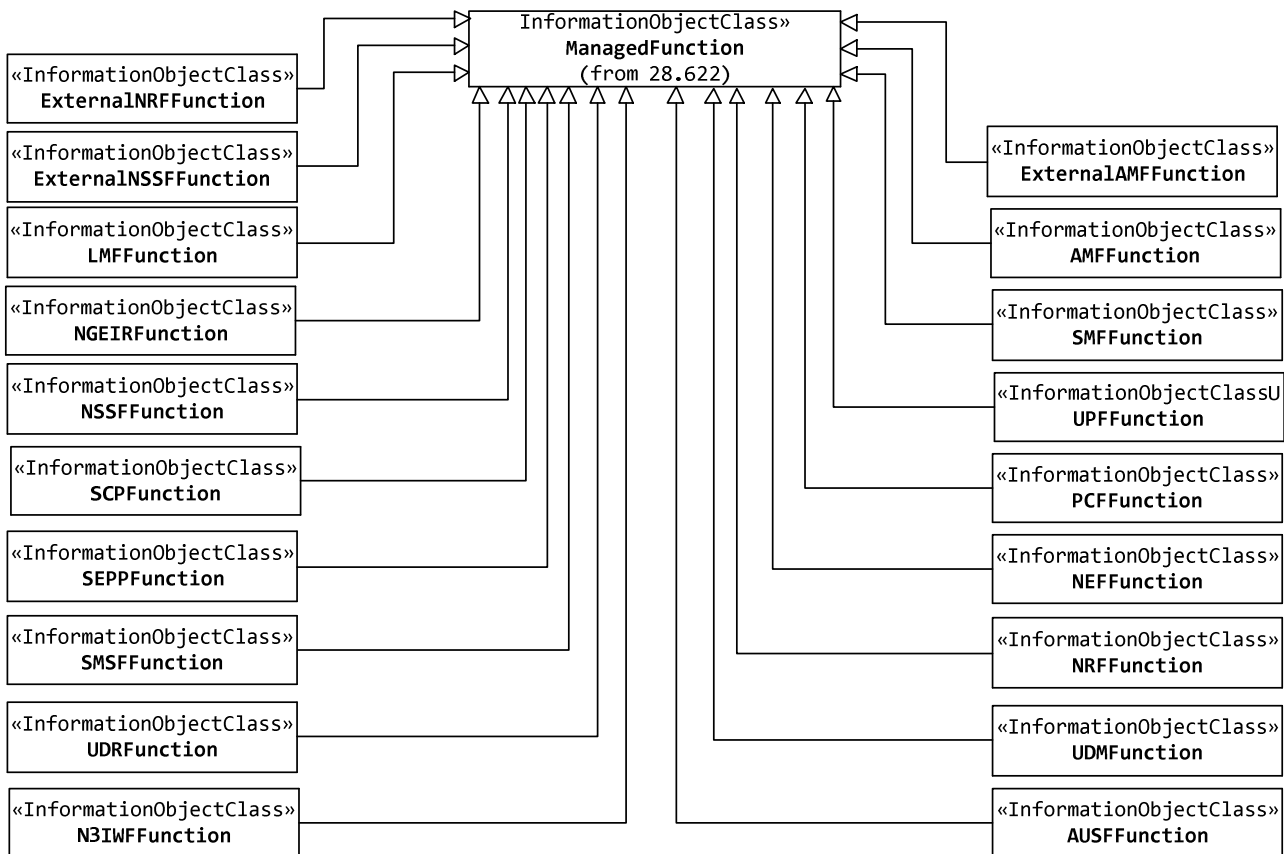 InformationObjectClass»
ManagedFunction
(from 28.622)
«InformationObjectClass»
ExternalNRFFunction
«InformationObjectClass»
ExternalNSSFFunction
«InformationObjectClass»
LMFFunction
«InformationObjectClass»
NGEIRFunction
«InformationObjectClass»
NSSFFunction
«InformationObjectClass»
SCPFunction
«InformationObjectClass»
SEPPFunction
«InformationObjectClass»
SMSFFunction
«InformationObjectClass»
UDRFunction
«InformationObjectClass»
N3IWFFunction
«InformationObjectClass»
ExternalAMFFunction
«InformationObjectClass»
AMFFunction
«InformationObjectClass»
SMFFunction
«InformationObjectClassU
UPFFunction
«InformationObjectClass»
PCFFunction
«InformationObjectClass»
NEFFunction
«InformationObjectClass»
NRFFunction
«InformationObjectClass»
UDMFunction
«InformationObjectClass»
AUSFFunction